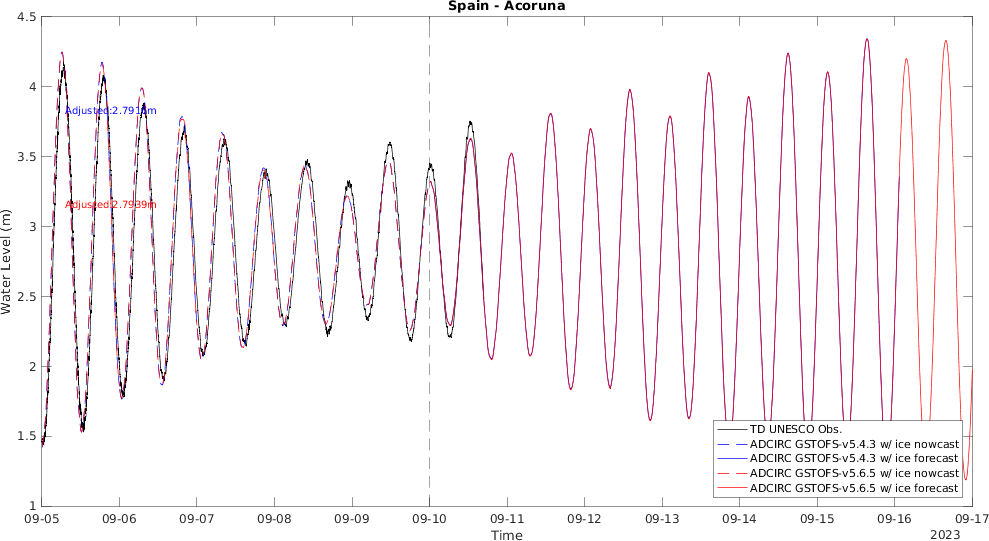 Spain - Acoruna
4.5
4
3.5
3
2.5
2
1.5
1
Water Level (m)
Adjusted:2.7939m
09-05
09-06
09-07
09-08
09-09
09-10
09-11
09-12
09-13
09-14
09-15
09-16
09-17
2023
Time
TD UNESCO Obs.
ADCIRC GSTOFS-v5.4.3 w/ ice nowcast
ADCIRC GSTOFS-v5.4.3 w/ ice forecast
ADCIRC GSTOFS-v5.6.5 w/ ice nowcast
ADCIRC GSTOFS-v5.6.5 w/ ice forecast